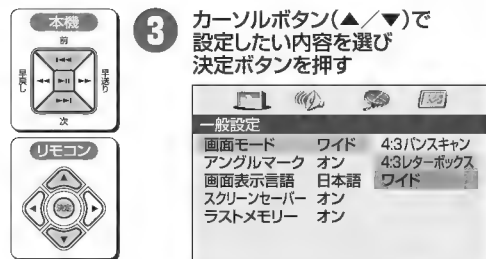 本機
前
早戻し
早送り
次
リモコン
決定
3
カーソルボタン(▲／▼)で
設定したい内容を選び
決定ボタンを押す
一般設定
画面モード ワイド 4:3パンスキャン
アングルマーク オン 4:3レターボックス
画面表示言語 日本語 ワイド
スクリーンセーバー オン
ラストメモリー オン